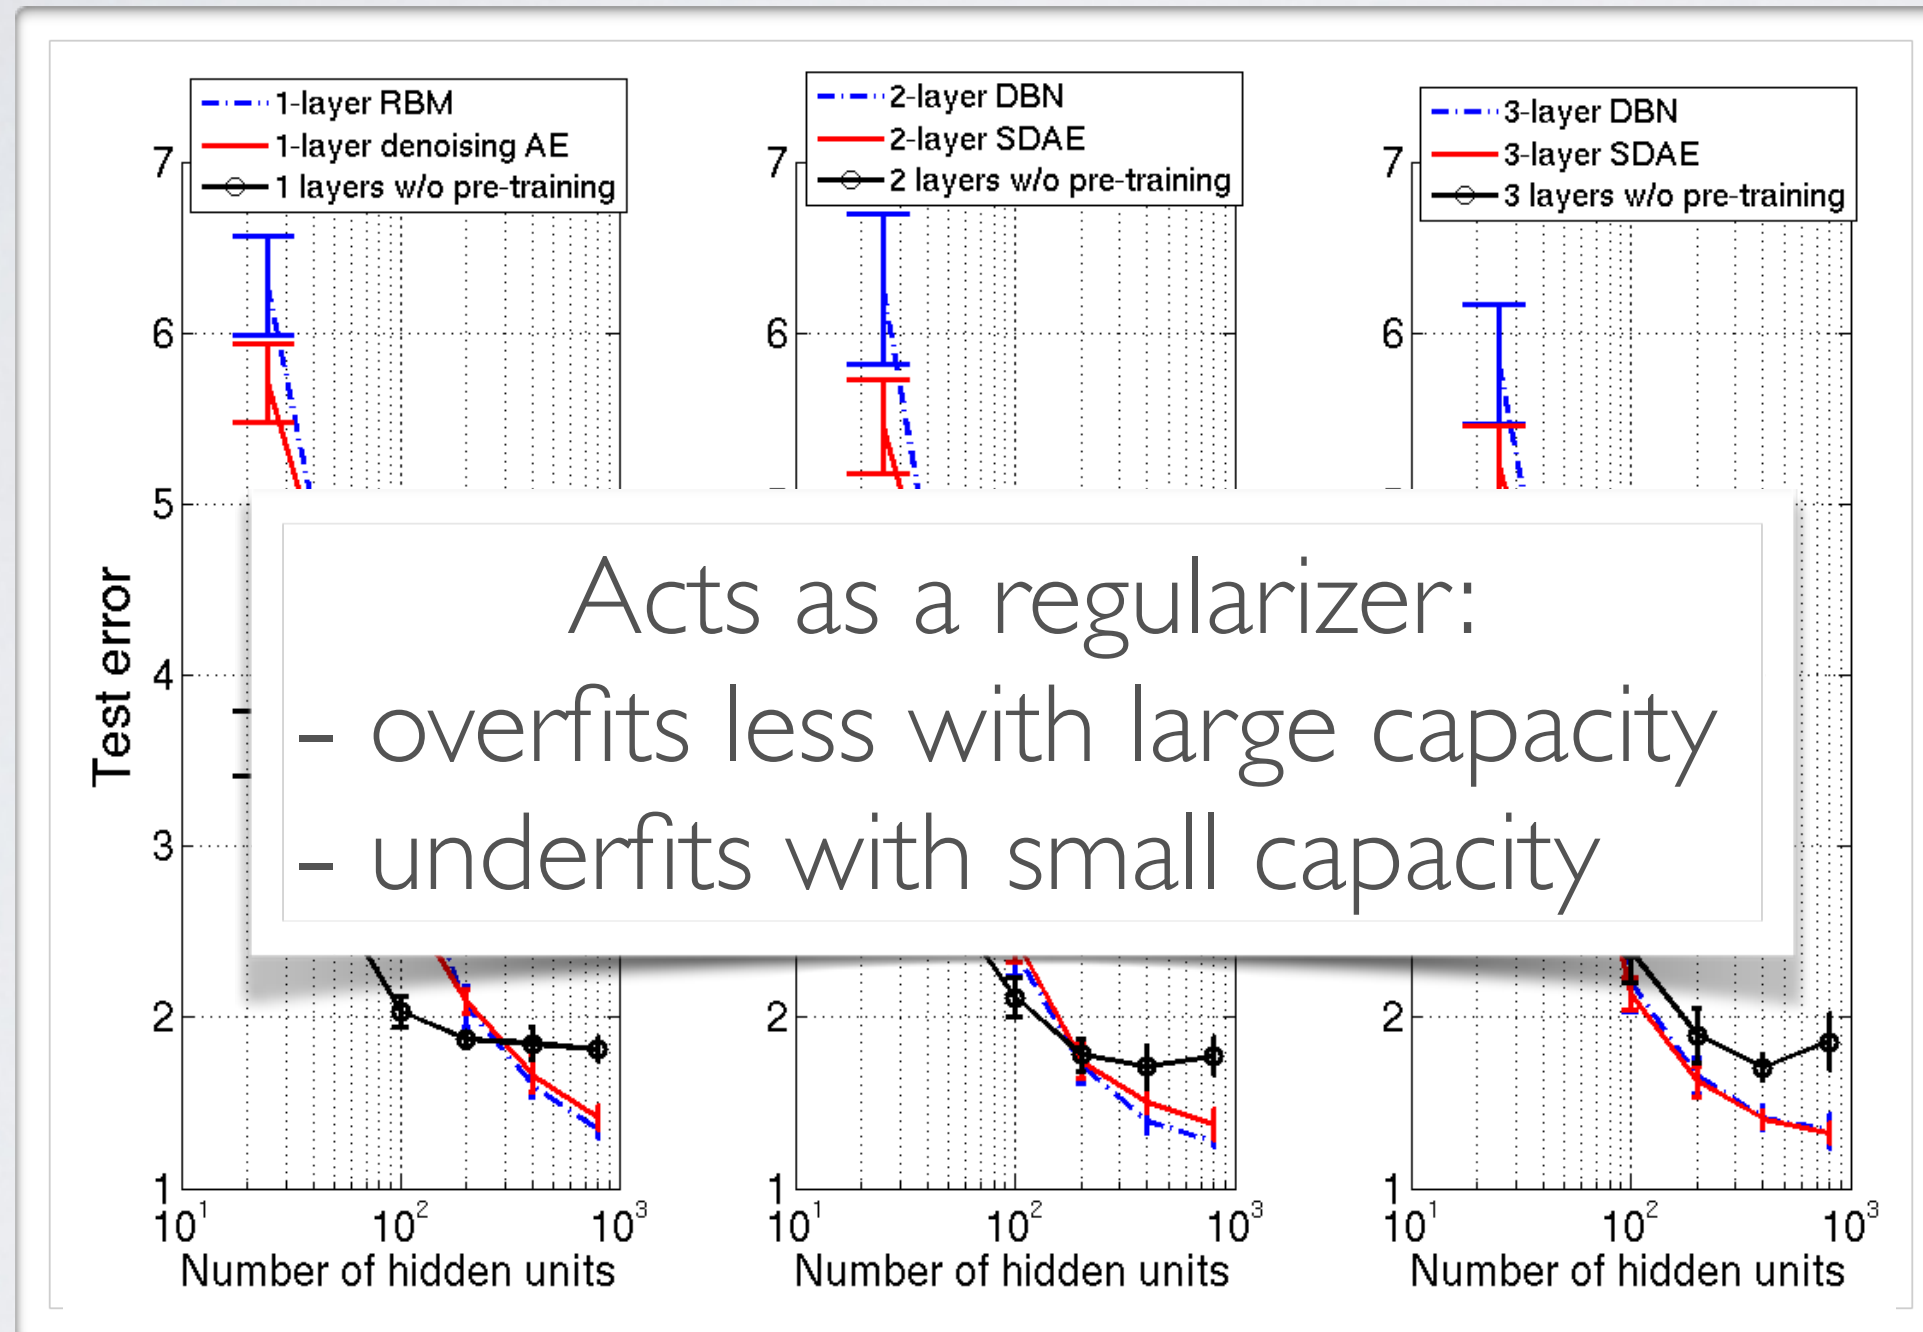 1-layer RBM
1-layer denoising AE
1 layers w/o pre-training
2-layer DBN
2-layer SDAE
2 layers w/o pre-training
3-layer DBN
3-layer SDAE
3 layers w/o pre-training
Test error
7
6
5
4
3
2
1
7
6
2
1
7
6
2
1
Acts as a regularizer:
- overfits less with large capacity
- underfits with small capacity
10¹ 10² 10³
Number of hidden units
10¹ 10² 10³
Number of hidden units
10¹ 10² 10³
Number of hidden units